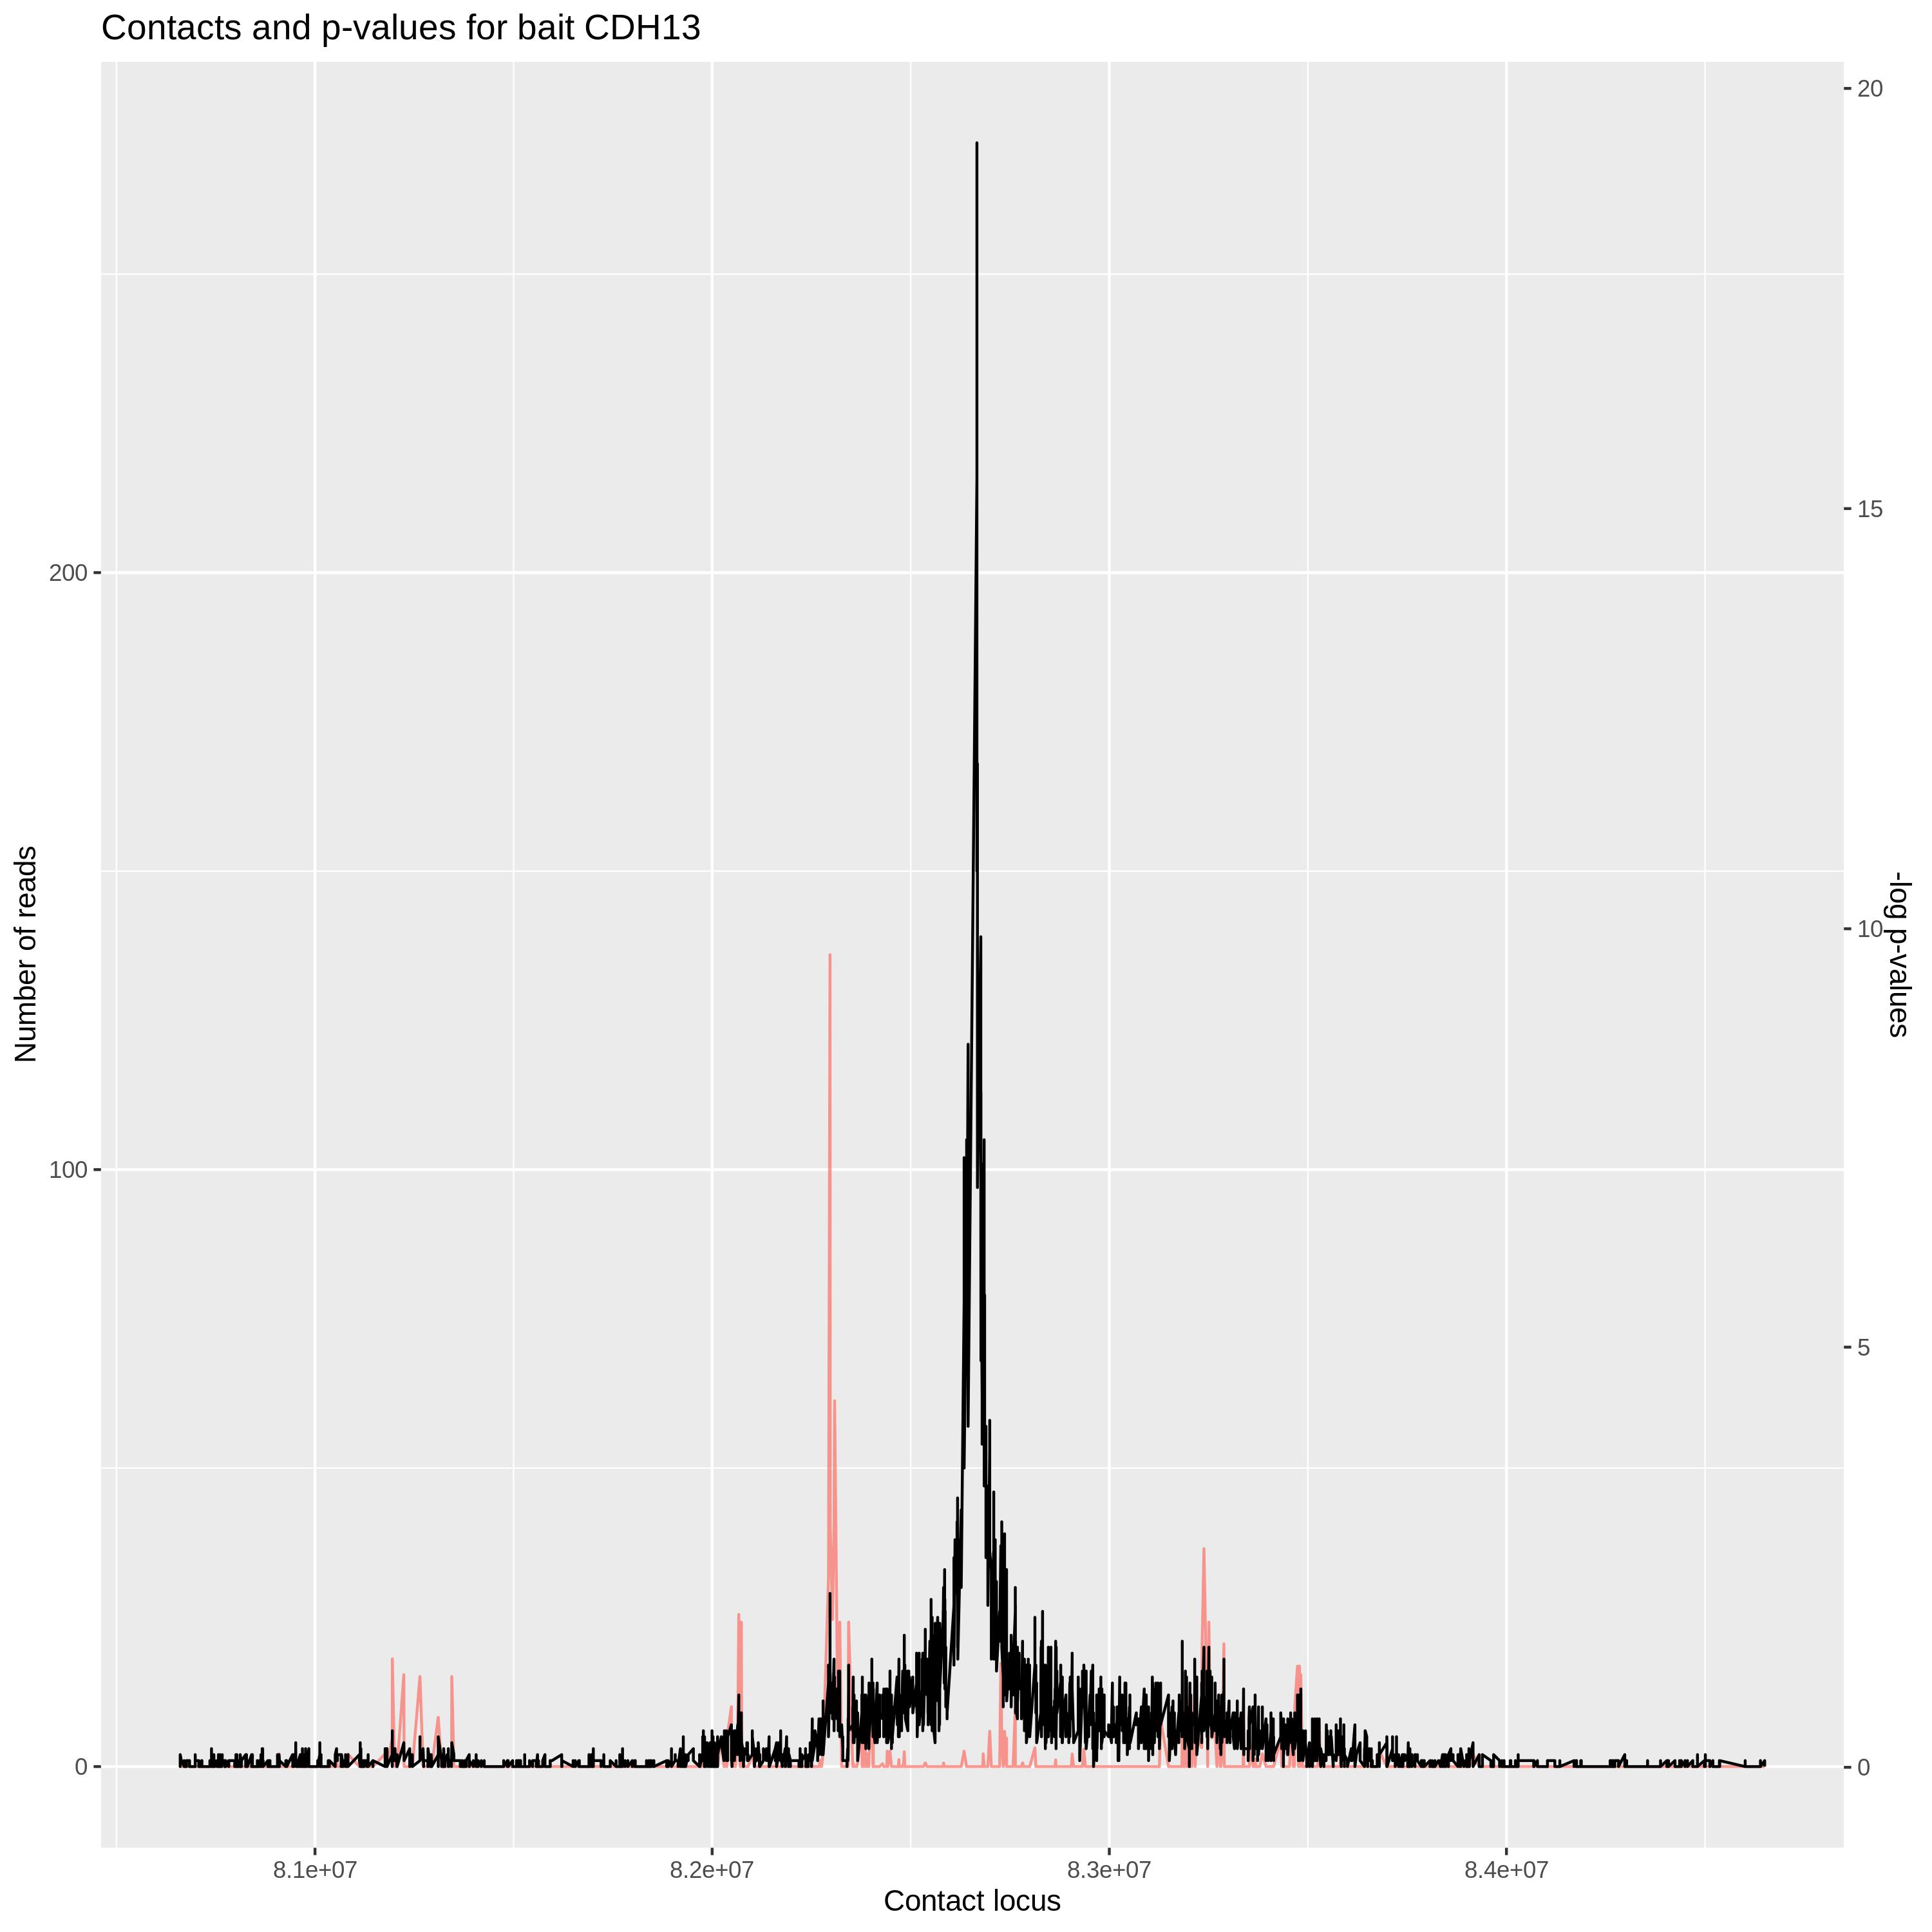 Contacts and p-values for bait CDH13
20
15
200
Number of reads
-log p-values
10
100
5
0
0
8.1e+07
8.2e+07
8.3e+07
8.4e+07
Contact locus